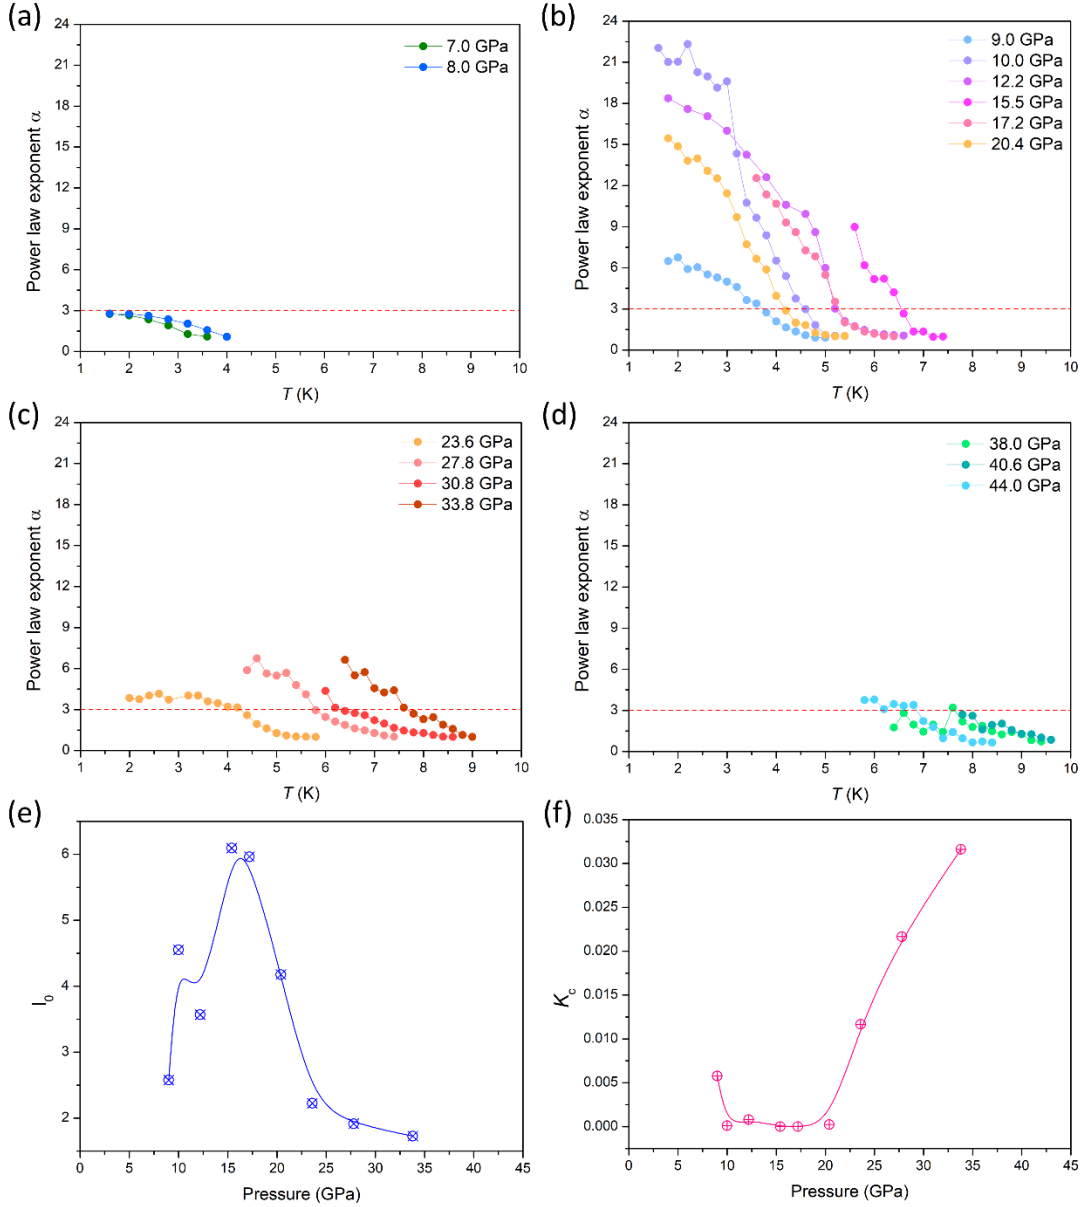 (a)
24
21
18
15
12
9
6
3
0
Power law exponent α
7.0 GPa
8.0 GPa
1 2 3 4 5 6 7 8 9 10
T (K)
(b)
24
21
18
15
12
9
6
3
0
Power law exponent α
9.0 GPa
10.0 GPa
12.2 GPa
15.5 GPa
17.2 GPa
20.4 GPa
1 2 3 4 5 6 7 8 9 10
T (K)
(c)
24
21
18
15
12
9
6
3
0
Power law exponent α
23.6 GPa
27.8 GPa
30.8 GPa
33.8 GPa
1 2 3 4 5 6 7 8 9 10
T (K)
(d)
24
21
18
15
12
9
6
3
0
Power law exponent α
38.0 GPa
40.6 GPa
44.0 GPa
1 2 3 4 5 6 7 8 9 10
T (K)
(e)
6
5
4
3
2
I₀
0 5 10 15 20 25 30 35 40 45
Pressure (GPa)
(f)
0.035
0.030
0.025
0.020
0.015
0.010
0.005
0.000
K_c
0 5 10 15 20 25 30 35 40 45
Pressure (GPa)